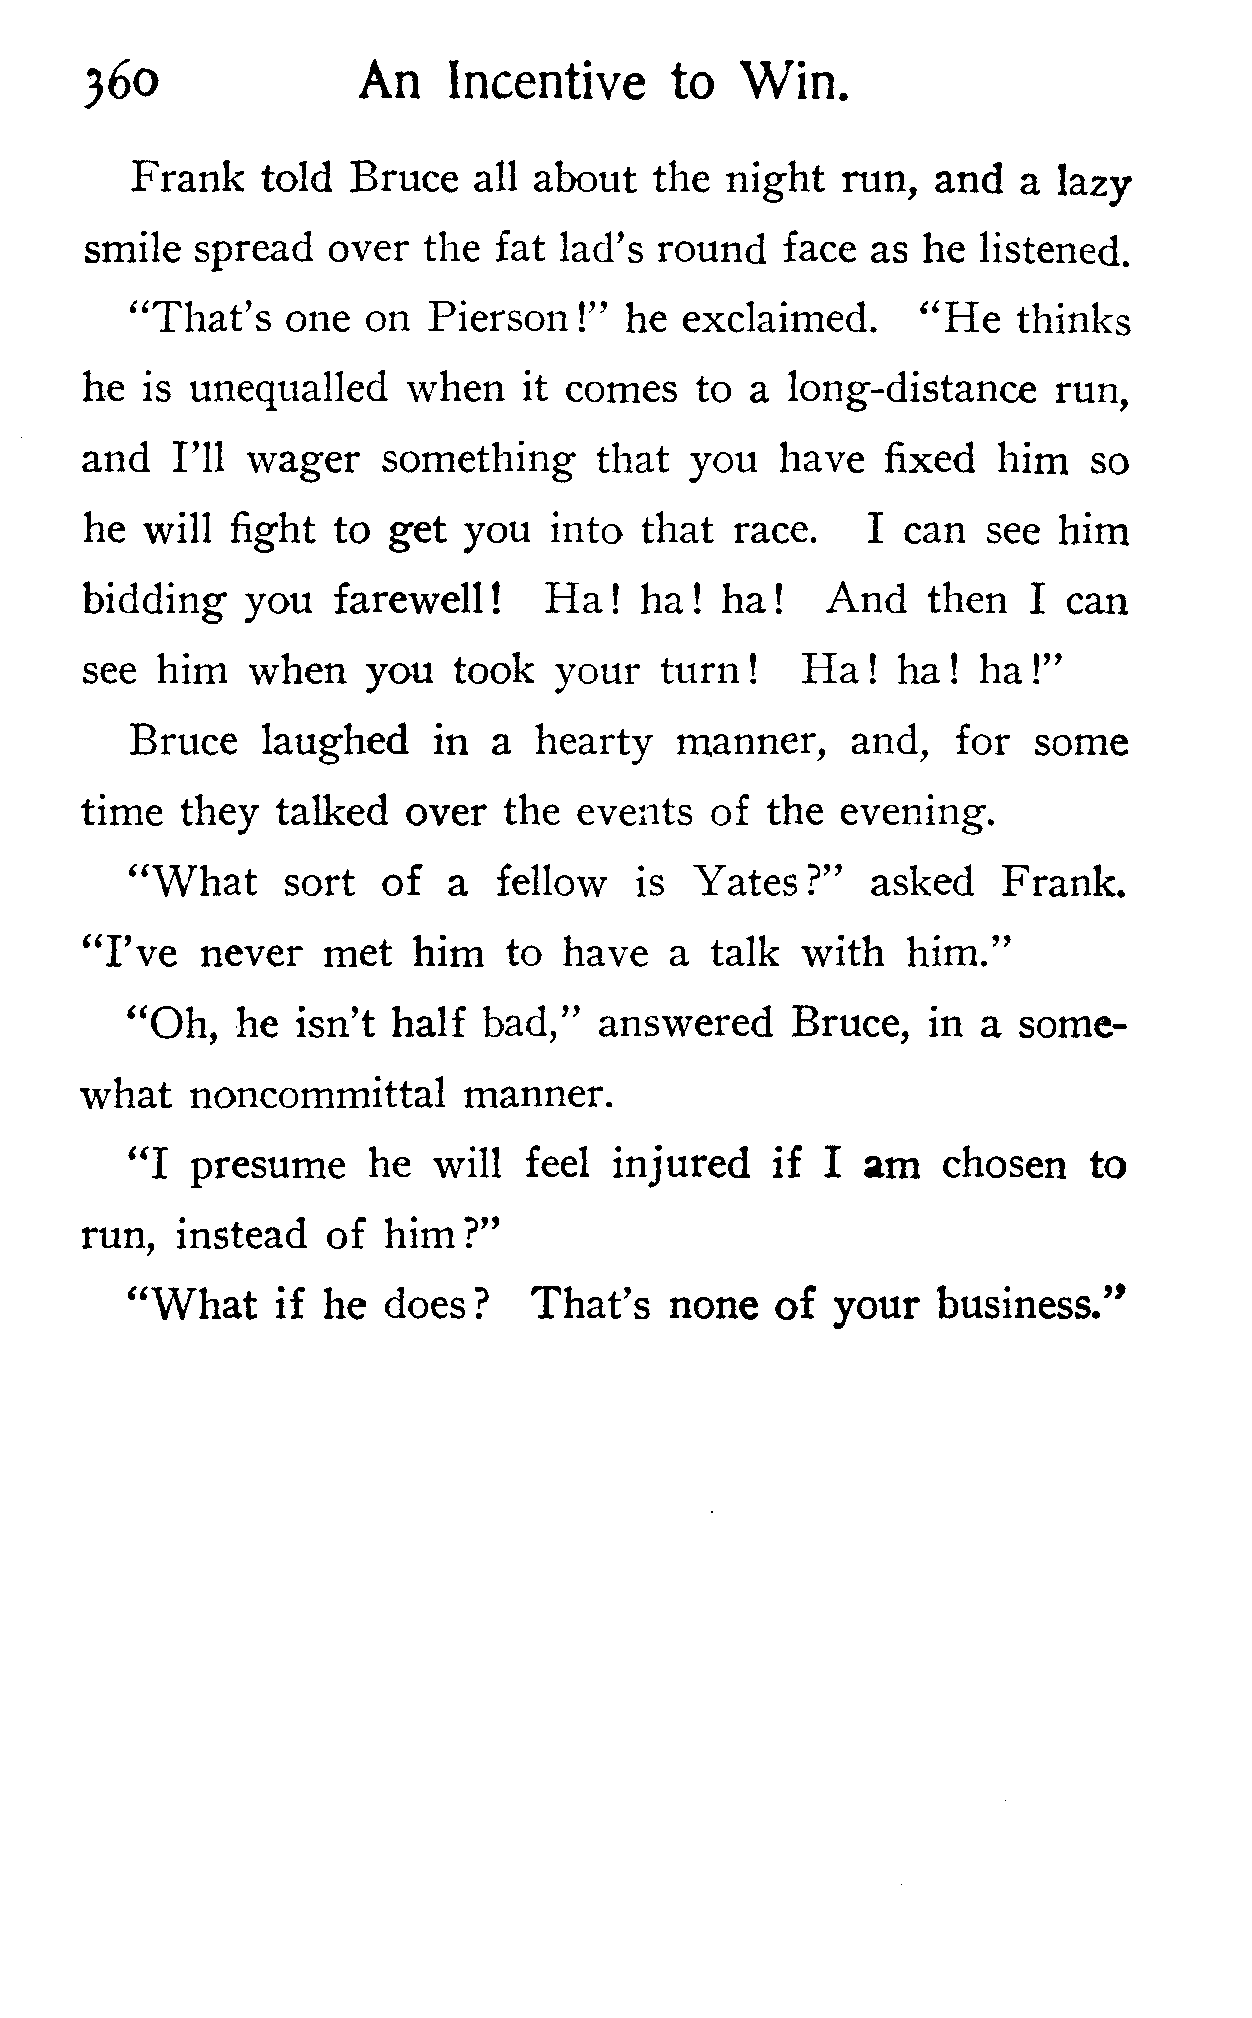 360 An Incentive to Win.
Frank told Bruce all about the night run, and a lazy
smile spread over the fat lad's round face as he listened.
"That's one on Pierson!" he exclaimed. "He thinks
he is unequalled when it comes to a long-distance run,
and I'll wager something that you have fixed him so
he will fight to get you into that race. I can see him
bidding you farewell! Ha! ha! ha! And then I can
see him when you took your turn! Ha! ha! ha!"
Bruce laughed in a hearty manner, and, for some
time they talked over the events of the evening.
"What sort of a fellow is Yates?" asked Frank.
"I've never met him to have a talk with him."
"Oh, he isn't half bad," answered Bruce, in a some-
what noncommittal manner.
"I presume he will feel injured if I am chosen to
run, instead of him?"
"What if he does? That's none of your business."